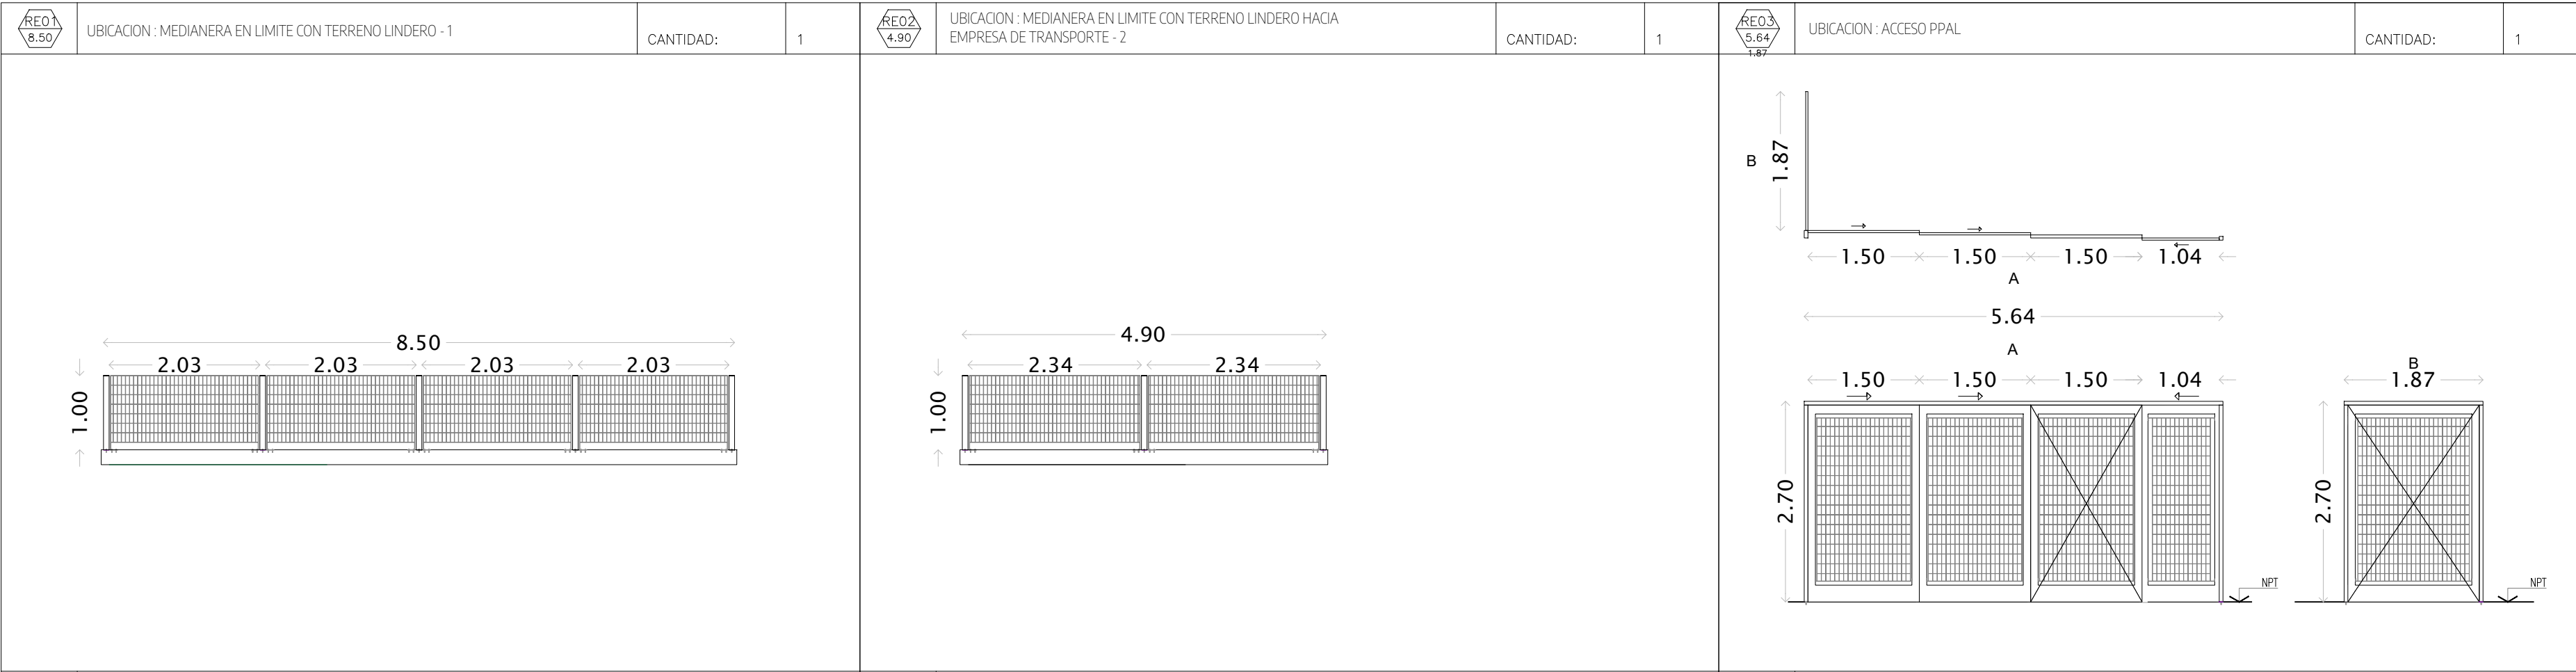 RE01
8.50
UBICACION : MEDIANERA EN LIMITE CON TERRENO LINDERO - 1
CANTIDAD:
1
8.50
2.03
2.03
2.03
2.03
1.00
RE02
4.90
UBICACION : MEDIANERA EN LIMITE CON TERRENO LINDERO HACIA
EMPRESA DE TRANSPORTE - 2
CANTIDAD:
1
4.90
2.34
2.34
1.00
RE03
5.64
1.87
UBICACION : ACCESO PPAL
CANTIDAD:
1
B
1.87
1.50
1.50
1.50
1.04
A
5.64
A
1.50
1.50
1.50
1.04
2.70
NPT
B
1.87
2.70
NPT